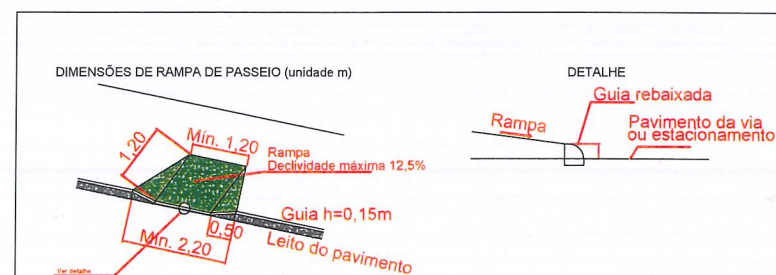 DIMENSÕES DE RAMPA DE PASSEIO (unidade m)
DETALHE
Guia rebaixada
Rampa
Pavimento da via
ou estacionamento
Mín. 1,20
1,20
Rampa
Declividade máxima 12,5%
Guia h=0,15m
0,50
Leito do pavimento
Mín. 2,20
Ver detalhe